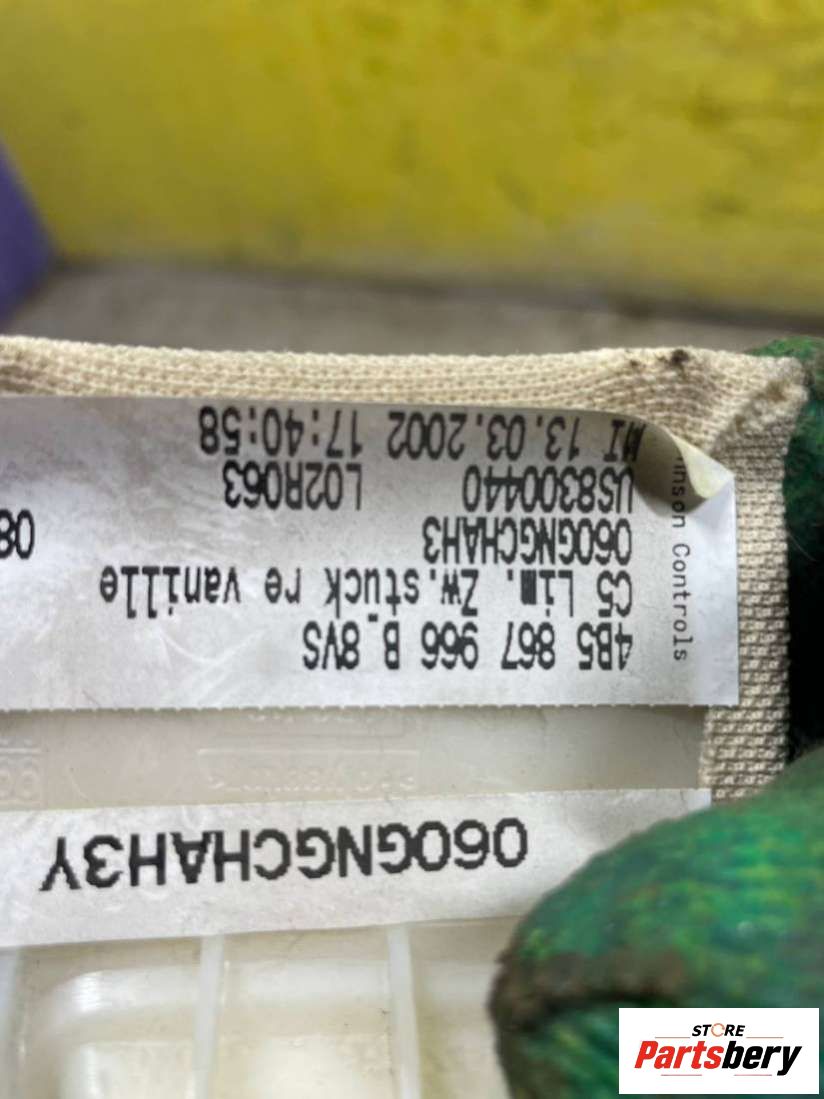 4B5 867 966 B 8VS
C5 Lim. Zw.stück re vanille
060GNGCHAH3
US8300440 L02R063
MI 13.03.2002 17:40:58
08
Controls
060GNGCHAH3Y
STORE
Partsbery